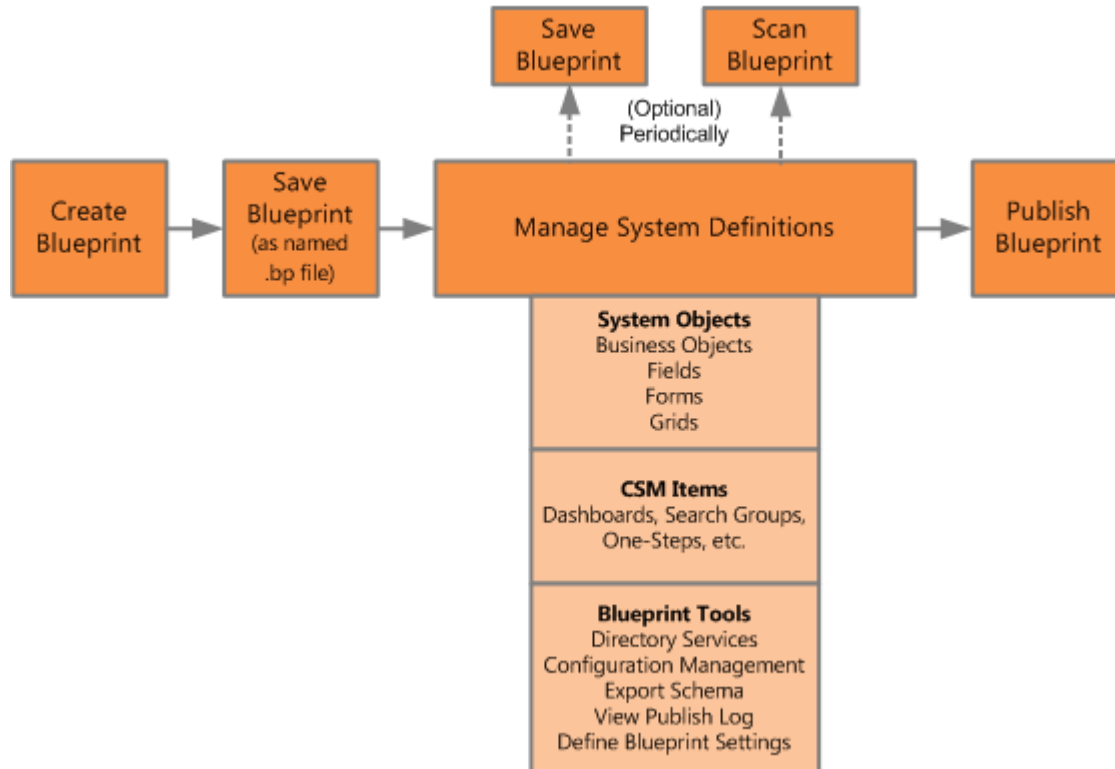 Save
Blueprint
Scan
Blueprint
(Optional)
Periodically
Create
Blueprint
Save
Blueprint
(as named
.bp file)
Manage System Definitions
Publish
Blueprint
System Objects
Business Objects
Fields
Forms
Grids
CSM Items
Dashboards, Search Groups,
One-Steps, etc.
Blueprint Tools
Directory Services
Configuration Management
Export Schema
View Publish Log
Define Blueprint Settings